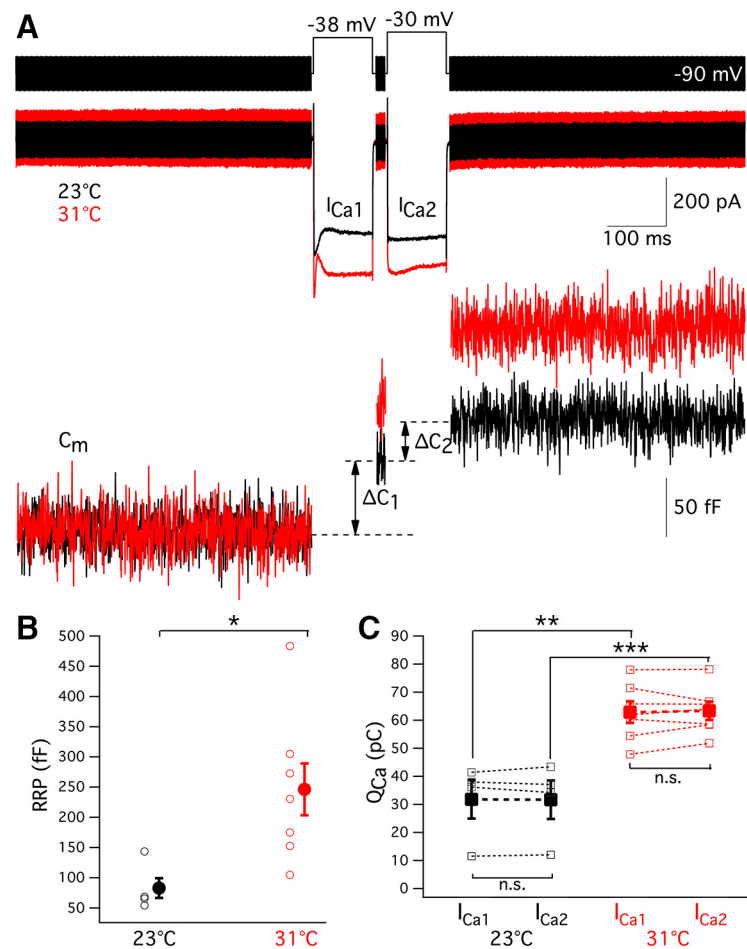 A
-38 mV
-30 mV
-90 mV
23°C
31°C
ICa1
ICa2
200 pA
100 ms
Cm
ΔC1
ΔC2
50 fF
B
RRP (fF)
500
450
400
350
300
250
200
150
100
50
*
23°C
31°C
C
QCa (pC)
90
80
70
60
50
40
30
20
10
0
**
***
n.s.
n.s.
ICa1 ICa2 ICa1 ICa2
23°C 31°C